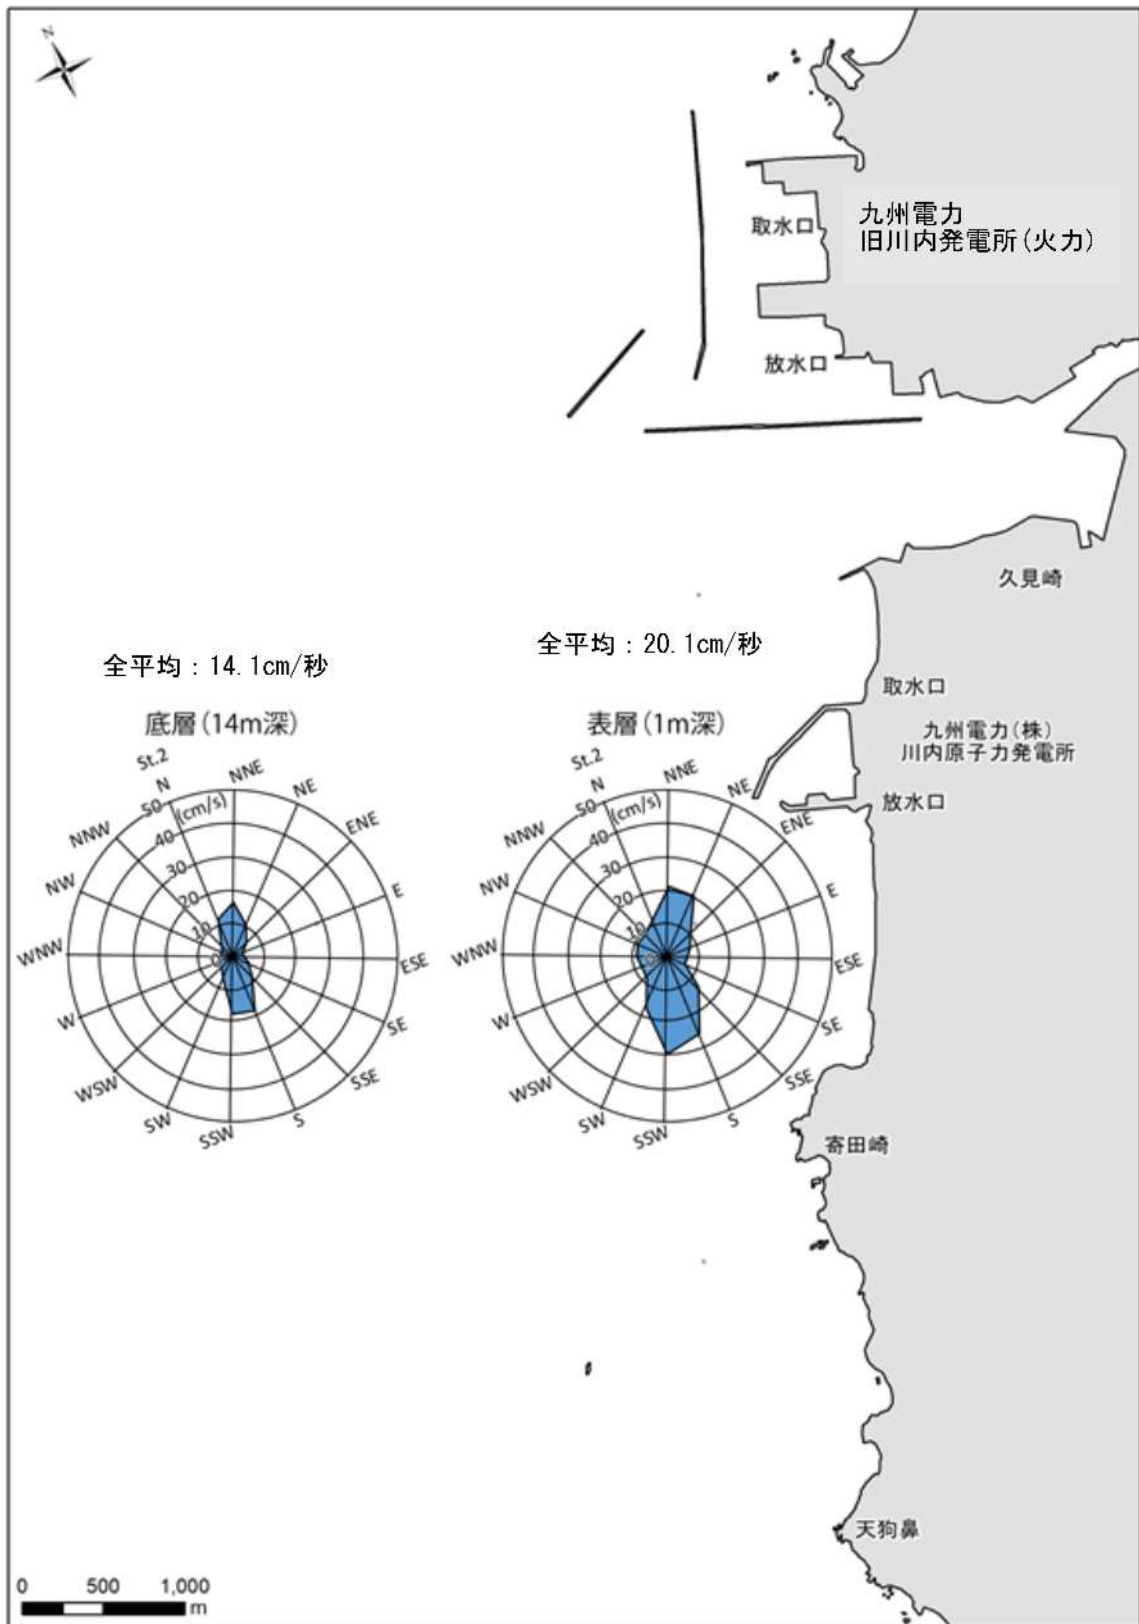 N
九州電力
旧川内発電所(火力)
取水口
放水口
久見崎
全平均:14.1cm/秒
全平均:20.1cm/秒
取水口
九州電力(株)
川内原子力発電所
放水口
底層(14m深)
St.2
N
NNE
NE
ENE
E
ESE
SE
SSE
S
SSW
SW
WSW
W
WNW
NW
NNW
(cm/s)
50
40
30
20
10
0
表層(1m深)
St.2
N
NNE
NE
ENE
E
ESE
SE
SSE
S
SSW
SW
WSW
W
WNW
NW
NNW
(cm/s)
50
40
30
20
10
0
寄田崎
天狗鼻
0 500 1,000
m